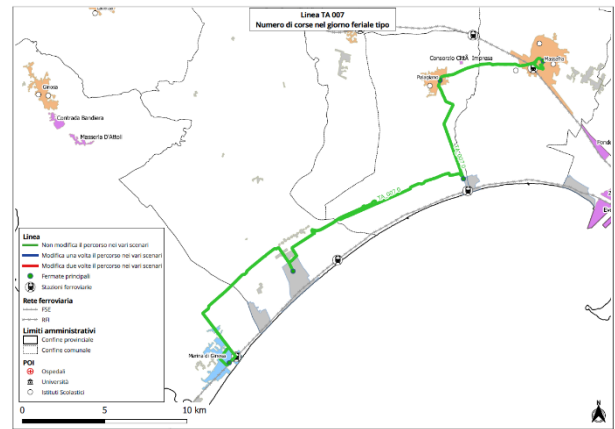 Linea TA 007
Numero di corse nel giorno feriale tipo
Consorzio CittÃ Impresa
Massafra
Palagiano
Ginosa
Contrada Bandiera
Masseria D'Attoli
TA 007.0
TA 007.0
Marina di Ginosa
Linea
Non modifica il percorso nei vari scenari
Modifica una volta il percorso nei vari scenari
Modifica due volte il percorso nei vari scenari
Fermate principali
Stazioni ferroviarie
Rete ferroviaria
FSE
RFI
Limiti amministrativi
Confine provinciale
Confine comunale
POI
Ospedali
Università
Istituti Scolastici
0 5 10 km
N